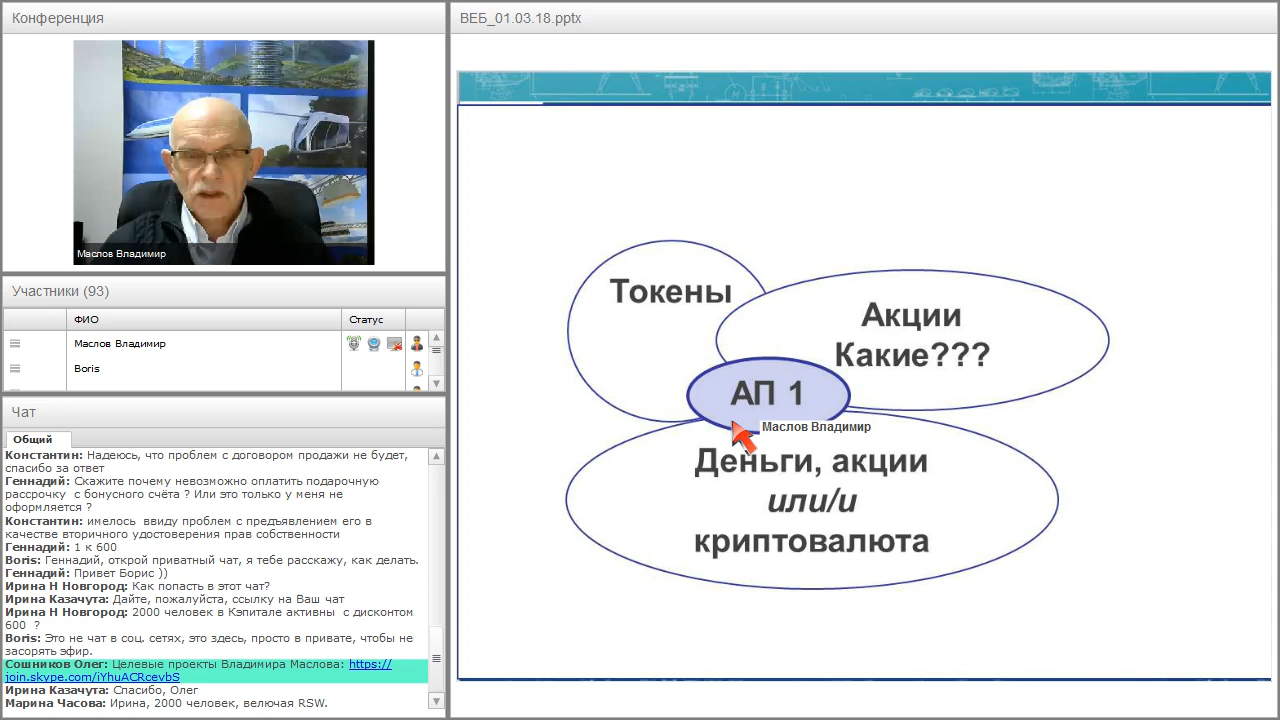 Конференция
Маслов Владимир
Участники (93)
ФИО
Статус
Маслов Владимир
Boris
Чат
Общий
Константин: Надеюсь, что проблем с договором продажи не будет,
спасибо за ответ
Геннадий: Скажите почему невозможно оплатить подарочную
рассрочку с бонусного счёта ? Или это только у меня не
оформляется ?
Константин: имелось ввиду проблем с предъявлением его в
качестве вторичного удостоверения прав собственности
Геннадий: 1 к 600
Boris: Геннадий, открой приватный чат, я тебе расскажу, как делать.
Геннадий: Привет Борис ))
Ирина Н Новгород: Как попасть в этот чат?
Ирина Казачута: Дайте, пожалуйста, ссылку на Ваш чат
Ирина Н Новгород: 2000 человек в Кэпитале активны с дисконтом
600 ?
Boris: Это не чат в соц. сетях, это здесь, просто в привате, чтобы не
засорять эфир.
Сошников Олег: Целевые проекты Владимира Маслова: https://
join.skype.com/iYhuACRcevbS
Ирина Казачута: Спасибо, Олег
Марина Часова: Ирина, 2000 человек, велючая RSW.
ВЕБ_01.03.18.pptx
Токены
Акции
Какие???
АП 1
Маслов Владимир
Деньги, акции
или/и
криптовалюта